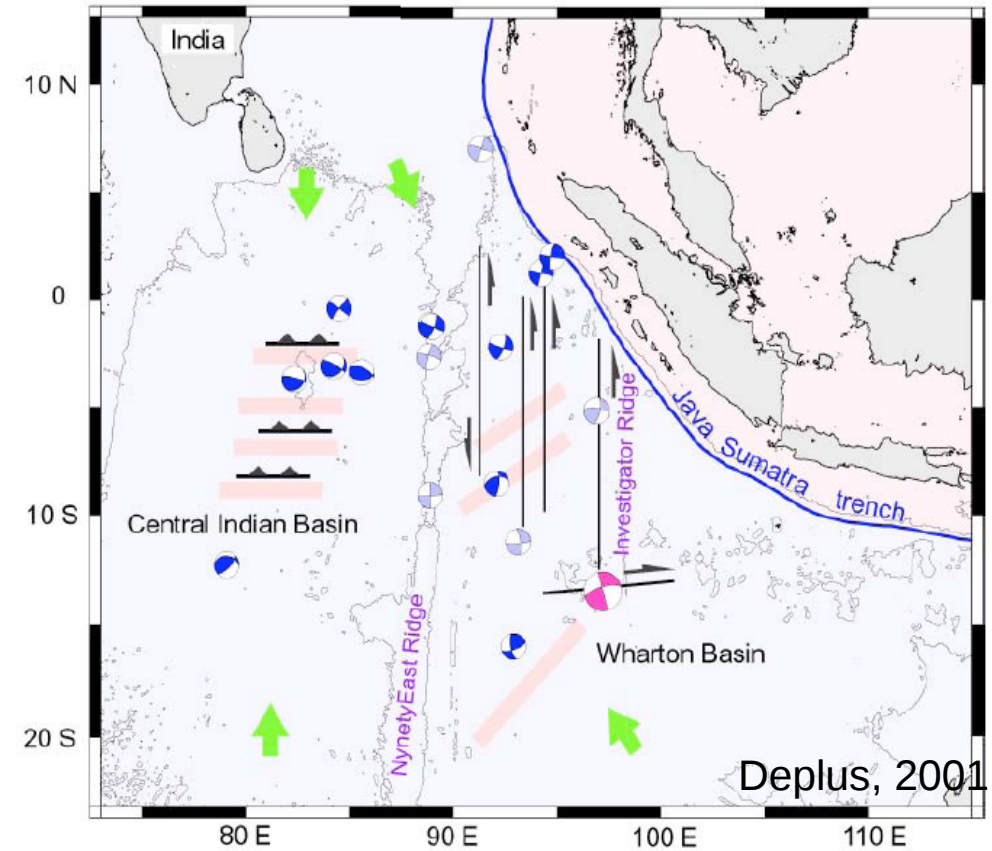 India
10 N
0
Java Sumatra trench
Investigator Ridge
10 S
Central Indian Basin
NynetyEast Ridge
Wharton Basin
20 S
Deplus, 2001
80 E
90 E
100 E
110 E